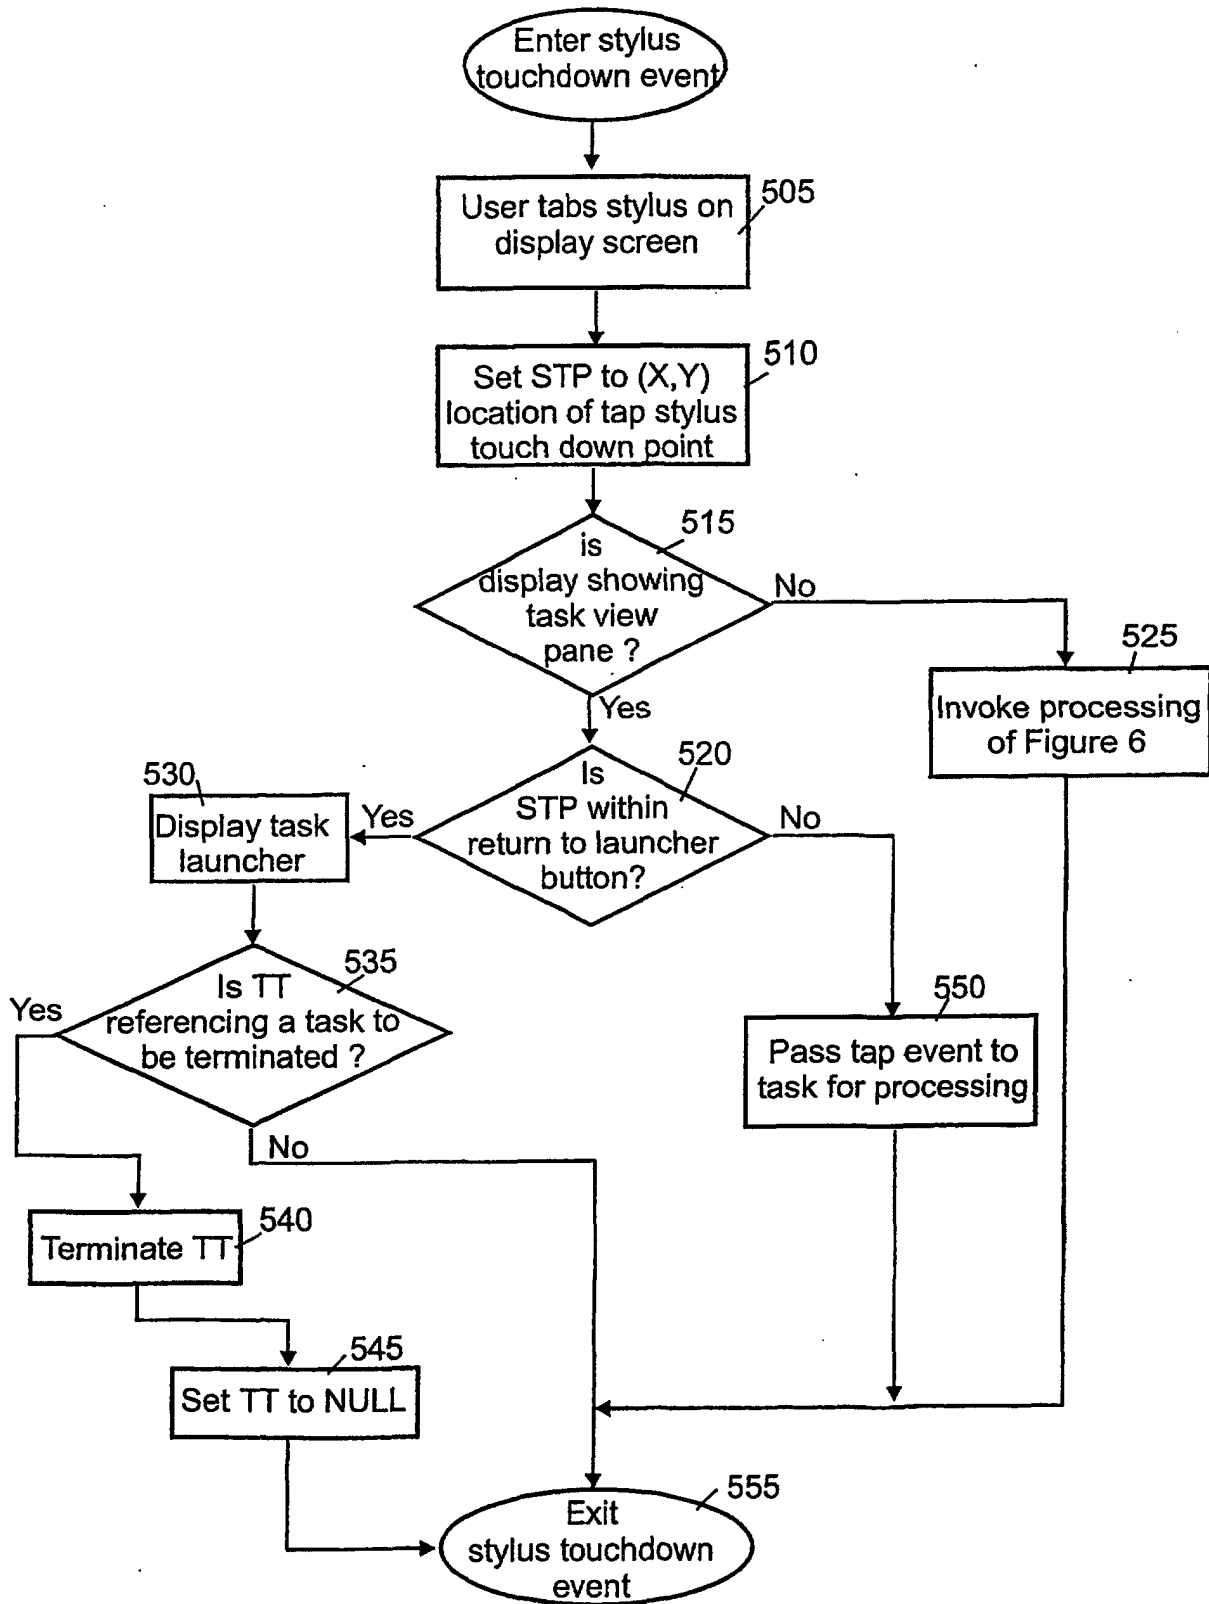 Enter stylus
touchdown event
505
User tabs stylus on
display screen
510
Set STP to (X,Y)
location of tap stylus
touch down point
515
is
display showing
task view
pane ?
No
Yes
525
Invoke processing
of Figure 6
520
Is
STP within
return to launcher
button?
Yes
No
530
Display task
launcher
535
Is TT
referencing a task to
be terminated ?
Yes
No
550
Pass tap event to
task for processing
540
Terminate TT
545
Set TT to NULL
555
Exit
stylus touchdown
event